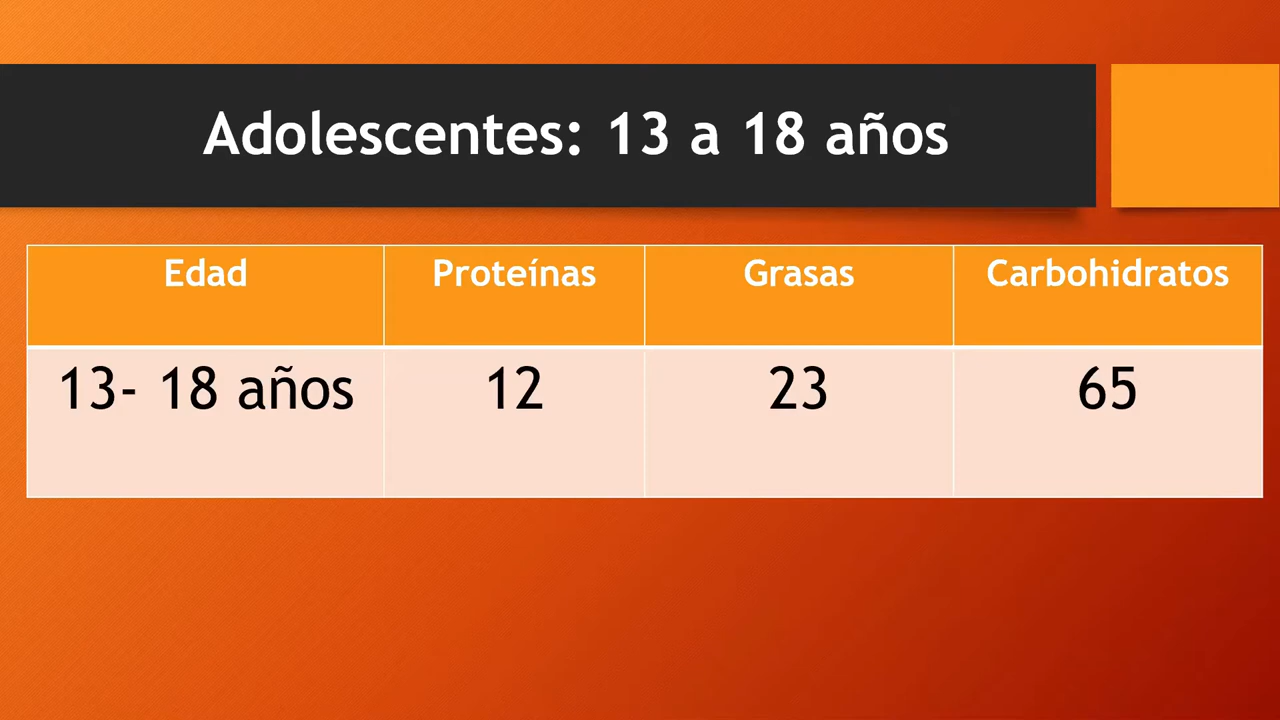 Adolescentes: 13 a 18 años
Edad Proteínas Grasas Carbohidratos
13- 18 años 12 23 65